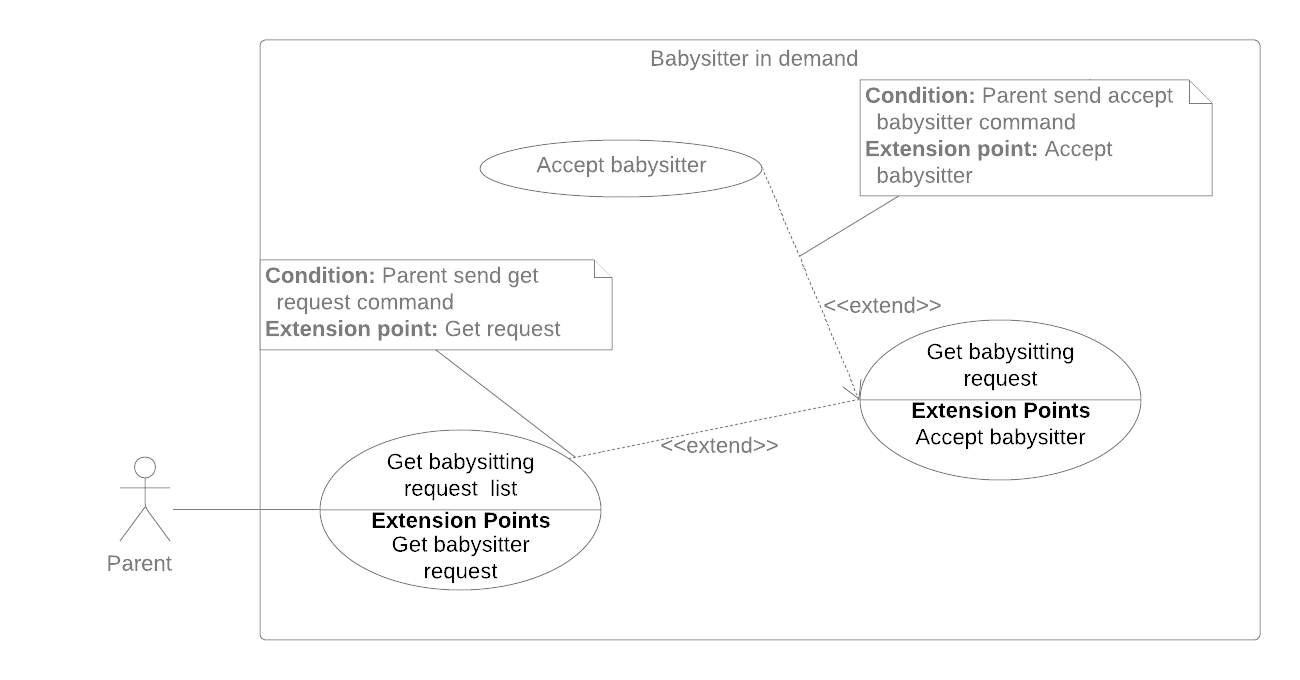 Babysitter in demand
Condition: Parent send accept
babysitter command
Extension point: Accept
babysitter
Accept babysitter
Condition: Parent send get
request command
Extension point: Get request
<<extend>>
Get babysitting
request
Extension Points
Accept babysitter
<<extend>>
Get babysitting
request list
Extension Points
Get babysitter
request
Parent